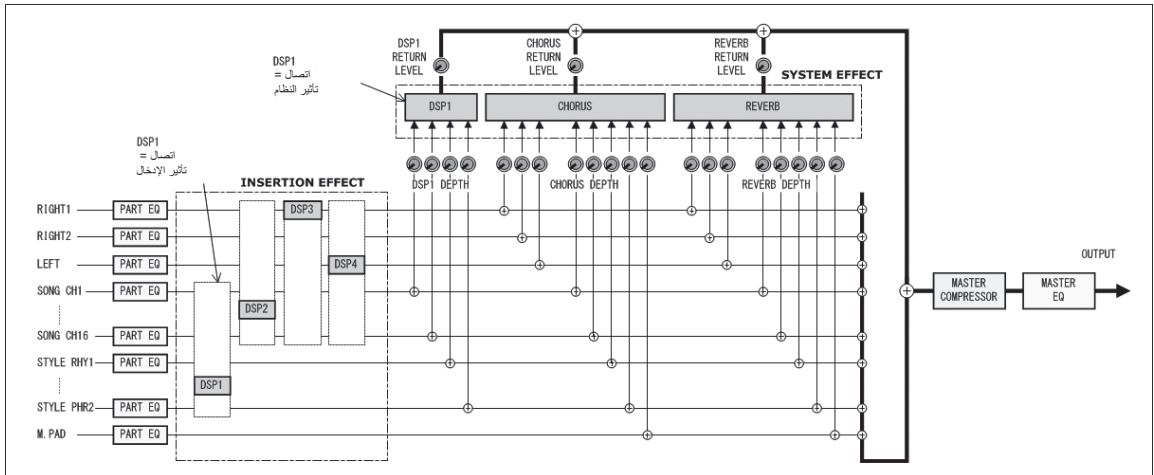 DSP1
RETURN
LEVEL
CHORUS
RETURN
LEVEL
REVERB
RETURN
LEVEL
DSP1
اتصال =
تأثير النظام
SYSTEM EFFECT
DSP1
CHORUS
REVERB
DSP1
اتصال =
تأثير الإدخال
DSP1 DEPTH
CHORUS DEPTH
REVERB DEPTH
INSERTION EFFECT
RIGHT1
PART EQ
DSP3
RIGHT2
PART EQ
LEFT
PART EQ
DSP4
OUTPUT
SONG CH1
PART EQ
DSP2
MASTER
COMPRESSOR
MASTER
EQ
SONG CH16
PART EQ
STYLE RHY1
PART EQ
DSP1
STYLE PHR2
PART EQ
M.PAD
PART EQ